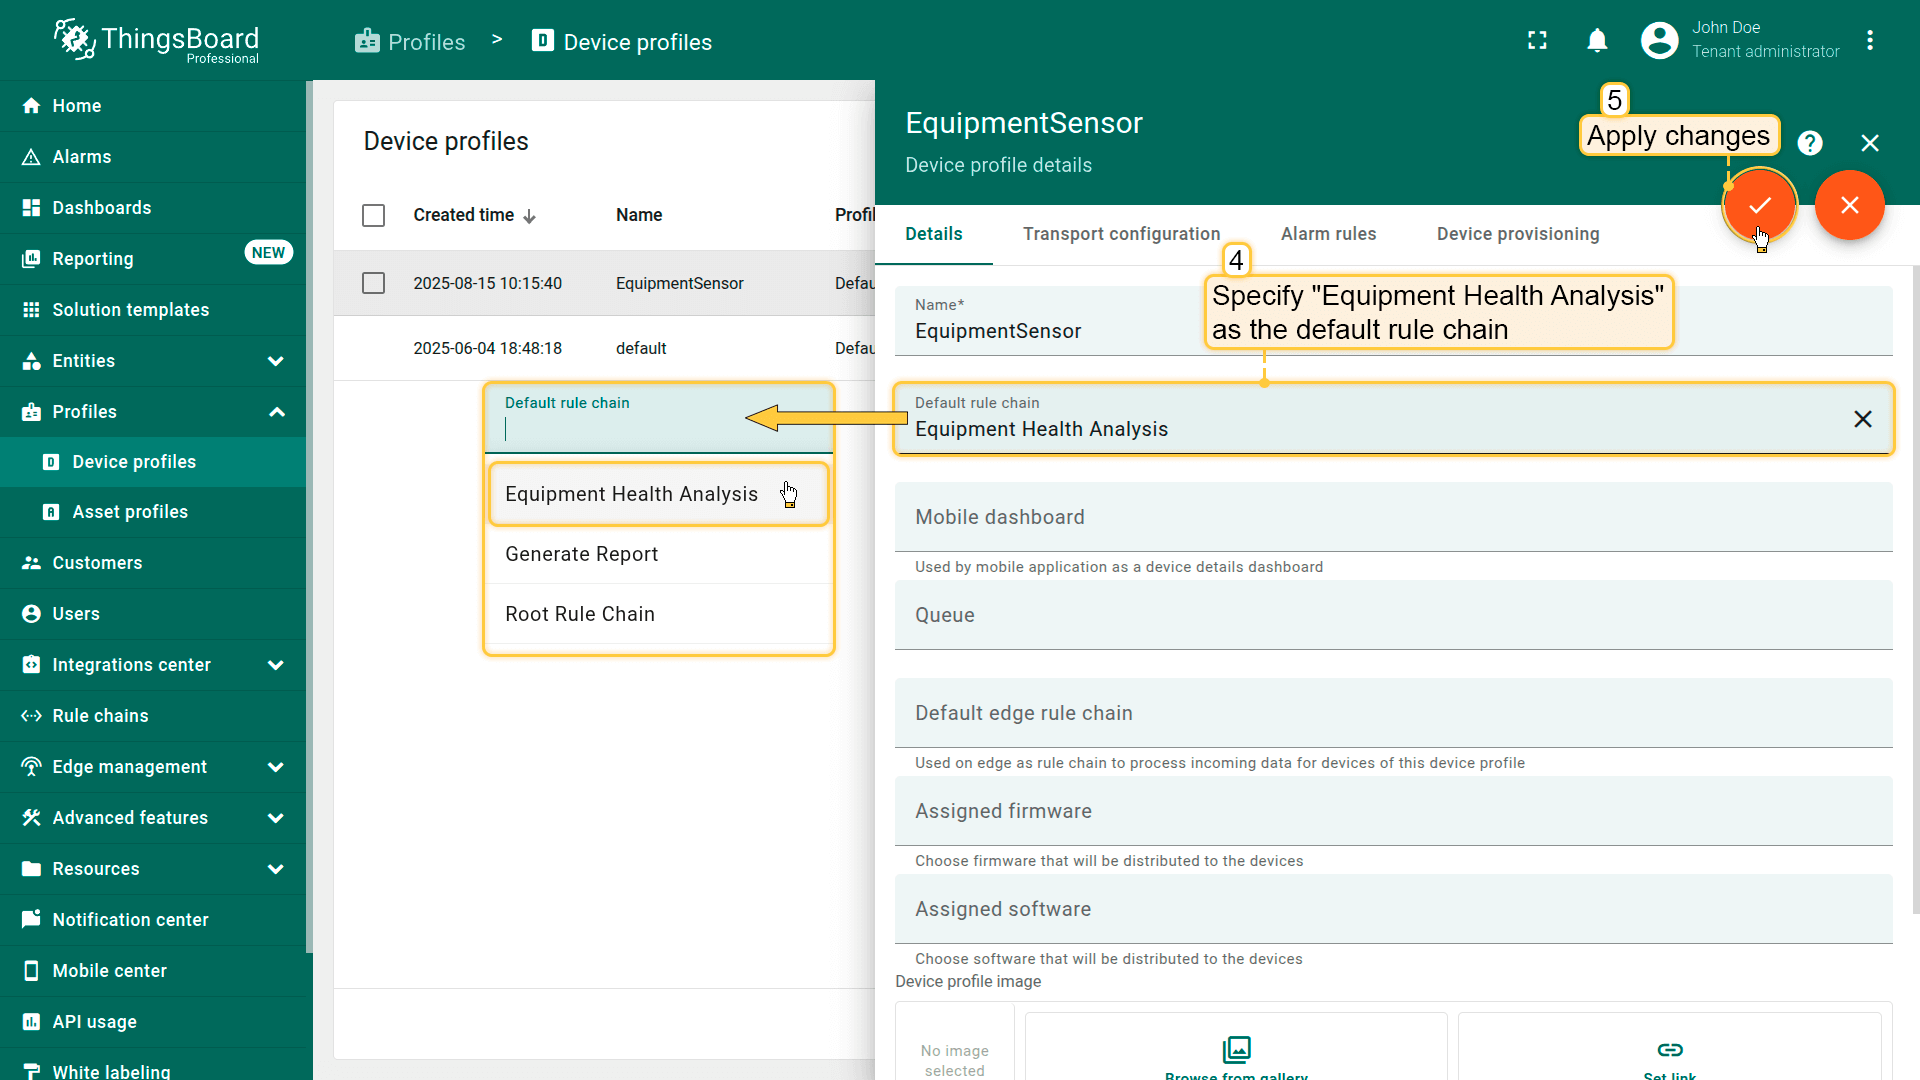 ThingsBoard
Professional
Profiles > Device profiles
John Doe
Tenant administrator
Home
Alarms
Dashboards
Reporting NEW
Solution templates
Entities
Profiles
Device profiles
Asset profiles
Customers
Users
Integrations center
Rule chains
Edge management
Advanced features
Resources
Notification center
Mobile center
API usage
White labeling
Device profiles
Created time Name Profil
2025-08-15 10:15:40 EquipmentSensor Defau
2025-06-04 18:48:18 default Defau
Default rule chain
Equipment Health Analysis
Generate Report
Root Rule Chain
EquipmentSensor
Device profile details
5
Apply changes
Details Transport configuration Alarm rules Device provisioning
4
Specify "Equipment Health Analysis"
as the default rule chain
Name*
EquipmentSensor
Default rule chain
Equipment Health Analysis
Mobile dashboard
Used by mobile application as a device details dashboard
Queue
Default edge rule chain
Used on edge as rule chain to process incoming data for devices of this device profile
Assigned firmware
Choose firmware that will be distributed to the devices
Assigned software
Choose software that will be distributed to the devices
Device profile image
No image
selected
Browse from gallery
Set link